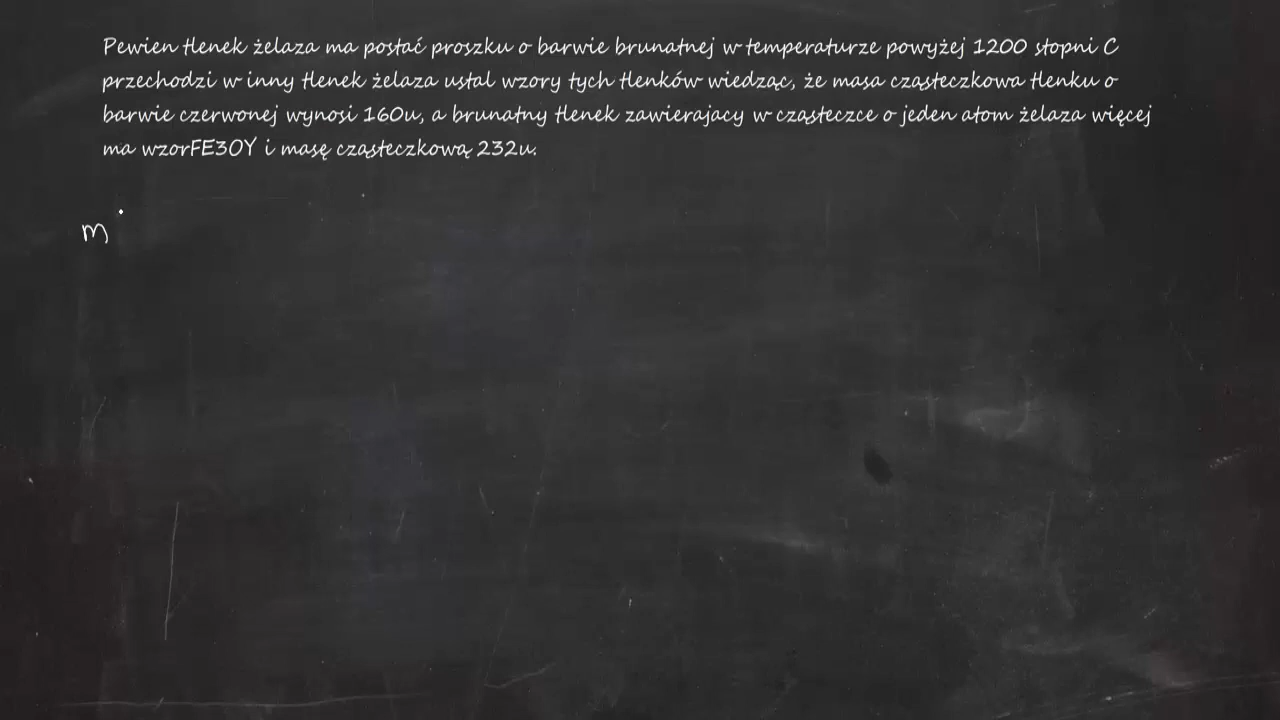 Pewien tlenek żelaza ma postać proszku o barwie brunatnej w temperaturze powyżej 1200 stopni C
przechodzi w inny tlenek żelaza ustal wzory tych tlenków wiedząc, że masa cząsteczkowa tlenku o
barwie czerwonej wynosi 160u, a brunatny tlenek zawierajacy w cząsteczce o jeden atom żelaza więcej
ma wzorFE3OY i masę cząsteczkową 232u.
m